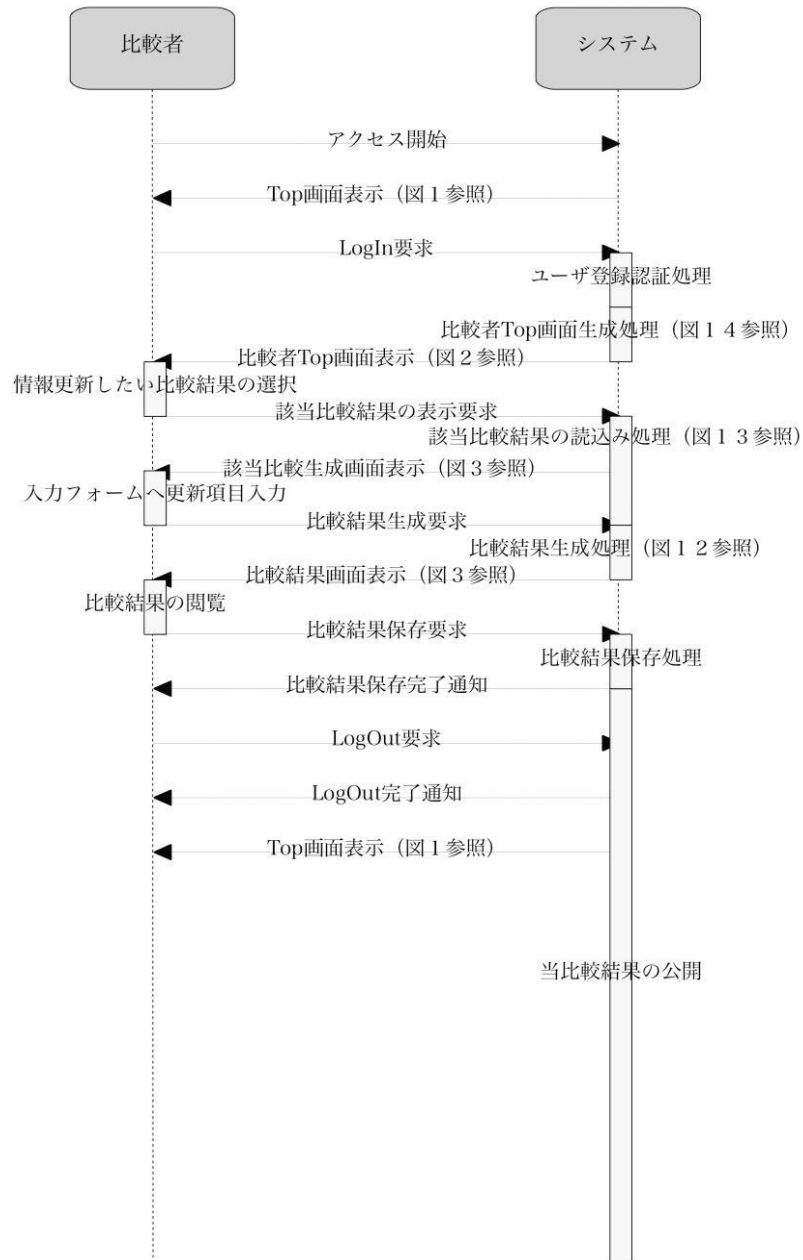 比較者
システム
アクセス開始
Top画面表示（図１参照）
LogIn要求
ユーザ登録認証処理
比較者Top画面生成処理（図１４参照）
比較者Top画面表示（図２参照）
情報更新したい比較結果の選択
該当比較結果の表示要求
該当比較結果の読込み処理（図１３参照）
該当比較生成画面表示（図３参照）
入力フォームへ更新項目入力
比較結果生成要求
比較結果生成処理（図１２参照）
比較結果画面表示（図３参照）
比較結果の閲覧
比較結果保存要求
比較結果保存処理
比較結果保存完了通知
LogOut要求
LogOut完了通知
Top画面表示（図１参照）
当比較結果の公開